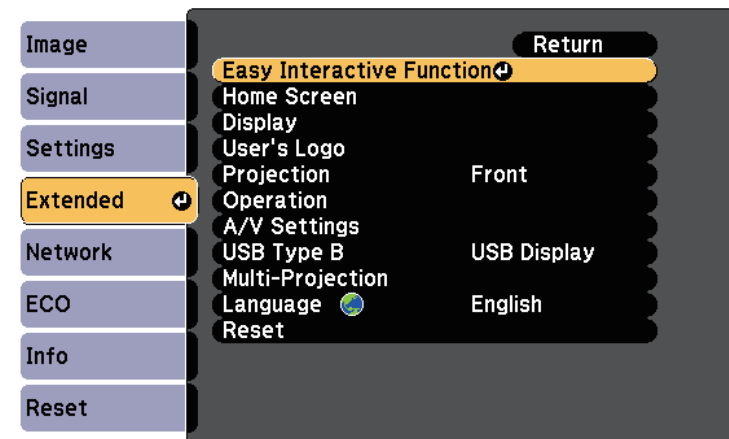 Image
Signal
Settings
Extended
Network
ECO
Info
Reset
Return
Easy Interactive Function
Home Screen
Display
User's Logo
Projection Front
Operation
A/V Settings
USB Type B USB Display
Multi-Projection
Language English
Reset